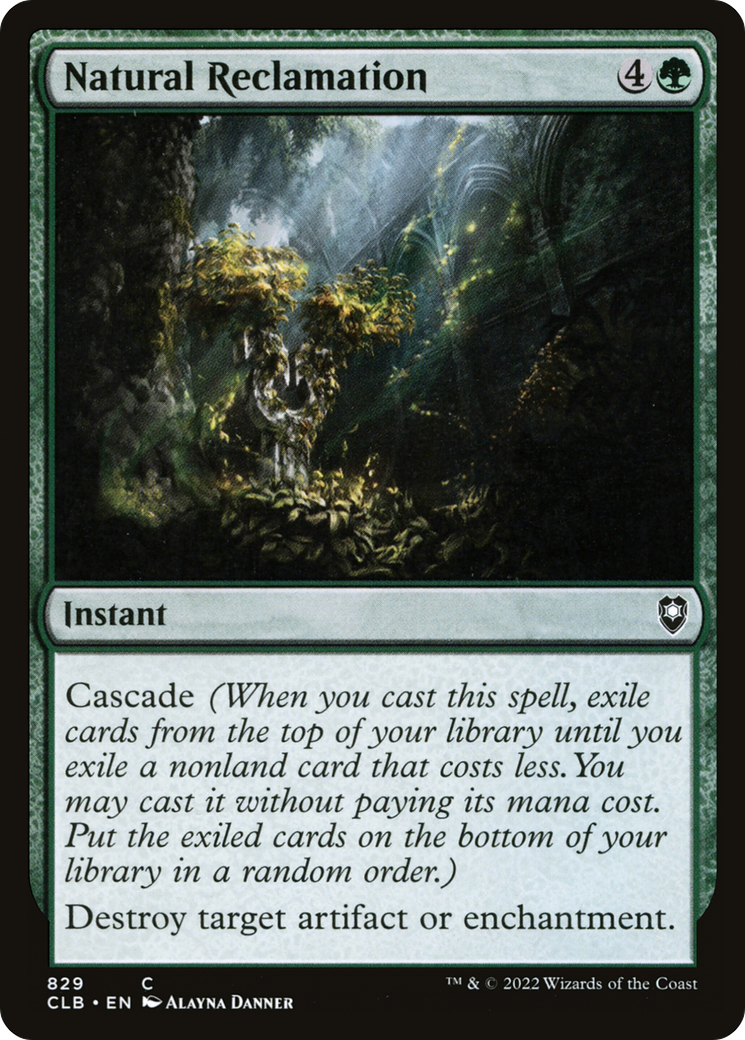 Natural Reclamation 4
Instant
Cascade (When you cast this spell, exile
cards from the top of your library until you
exile a nonland card that costs less. You
may cast it without paying its mana cost.
Put the exiled cards on the bottom of your
library in a random order.)
Destroy target artifact or enchantment.
829 C
CLB • EN Alayna Danner
™ & © 2022 Wizards of the Coast